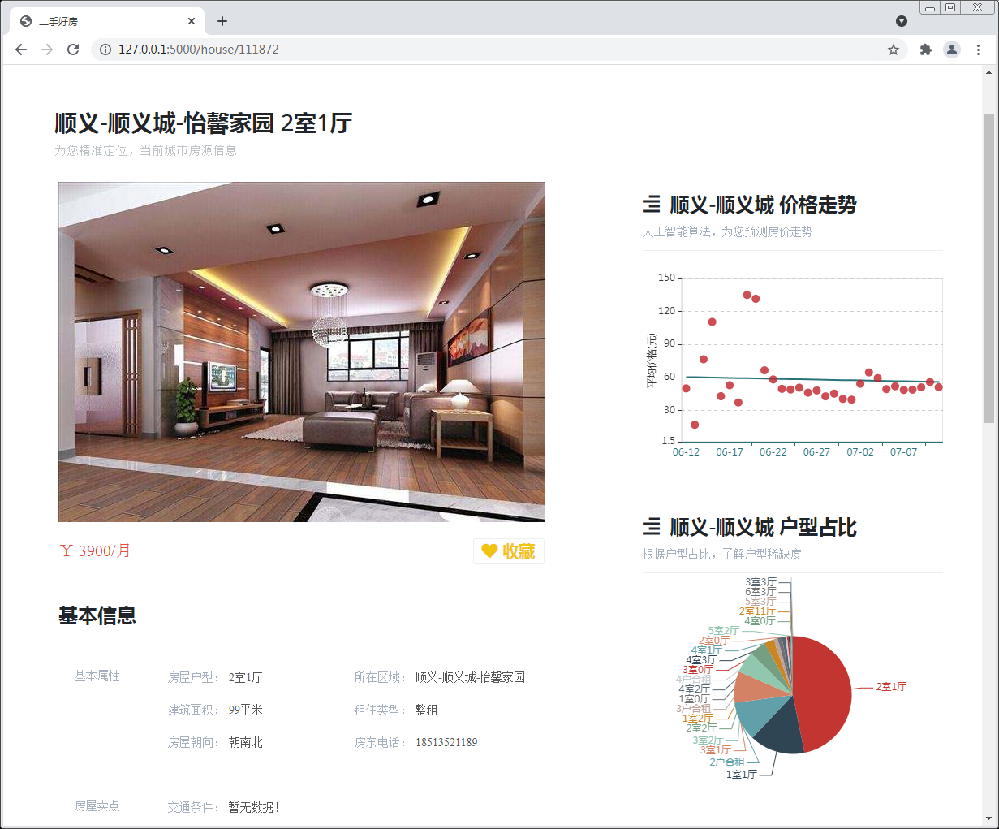 二手好房
127.0.0.1:5000/house/111872
顺义-顺义城-怡馨家园 2室1厅
为您精准定位，当前城市房源信息
￥ 3900/月
收藏
基本信息
基本属性
房屋户型： 2室1厅
所在区域： 顺义-顺义城-怡馨家园
建筑面积： 99平米
租住类型： 整租
房屋朝向： 朝南北
房东电话： 18513521189
房屋卖点
交通条件： 暂无数据！
顺义-顺义城 价格走势
人工智能算法，为您预测房价走势
平均价格(元)
150
120
90
60
30
1.5
06-12 06-17 06-22 06-27 07-02 07-07
顺义-顺义城 户型占比
根据户型占比，了解户型稀缺度
3室3厅
6室3厅
5室3厅
2室11厅
4室0厅
5室2厅
2室0厅
4室1厅
4室3厅
3室0厅
4户合租
4室2厅
1室0厅
3户合租
1室2厅
2室2厅
3室2厅
3室1厅
2户合租
1室1厅
2室1厅